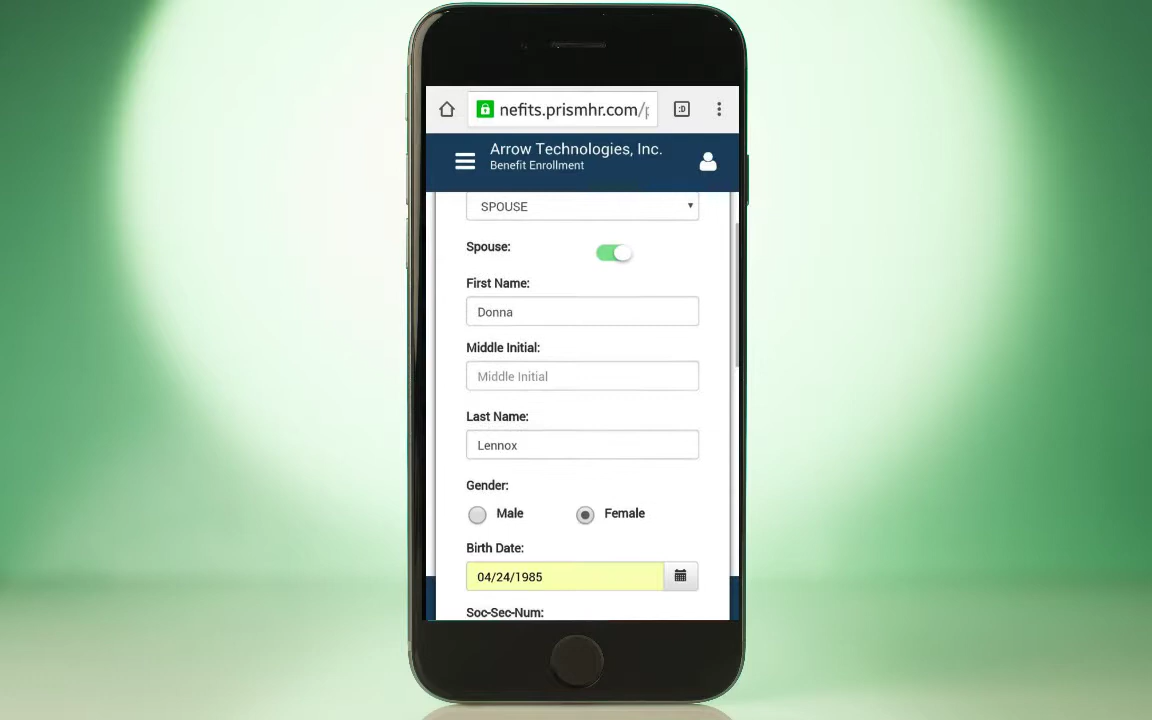 nefits.prismhr.com/p
:D
Arrow Technologies, Inc.
Benefit Enrollment
SPOUSE
Spouse:
First Name:
Donna
Middle Initial:
Middle Initial
Last Name:
Lennox
Gender:
Male Female
Birth Date:
04/24/1985
Soc-Sec-Num: